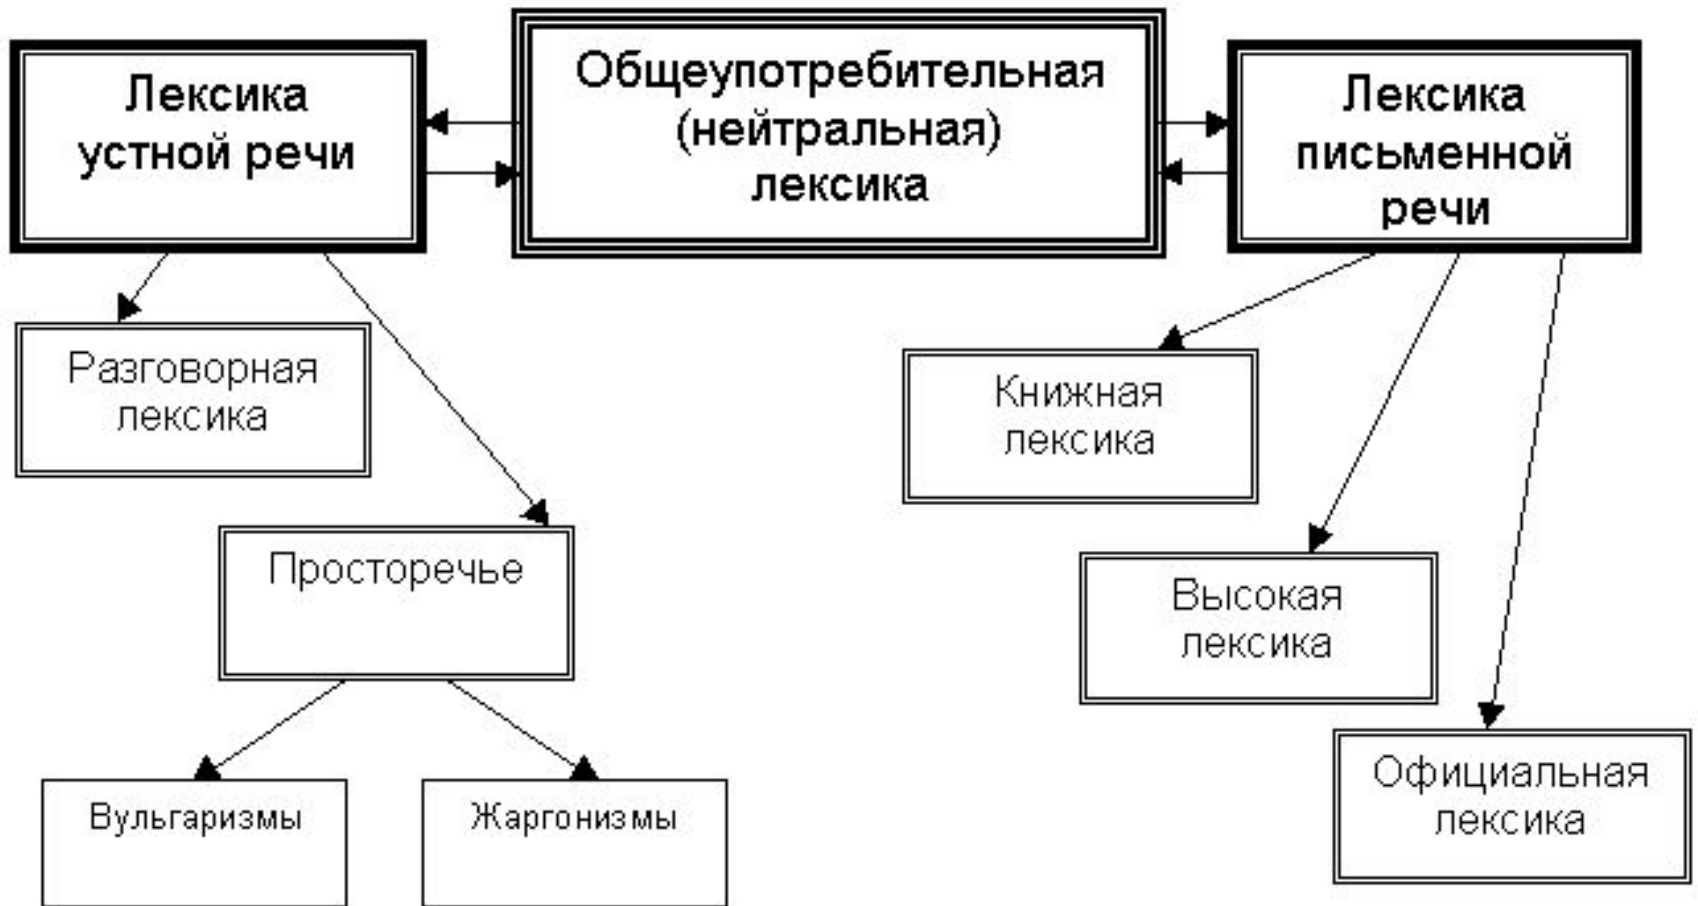 Лексика
устной речи
Общеупотребительная
(нейтральная)
лексика
Лексика
письменной
речи
Разговорная
лексика
Книжная
лексика
Просторечье
Высокая
лексика
Официальная
лексика
Вульгаризмы
Жаргонизмы